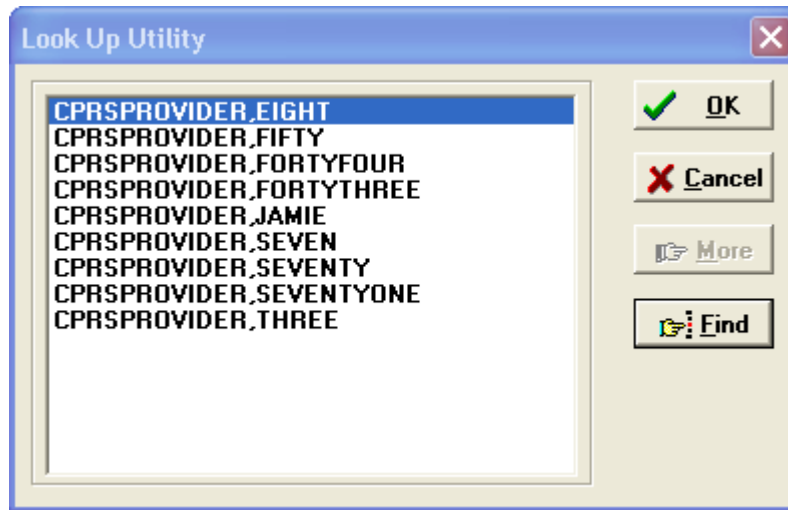 Look Up Utility
CPRSPROVIDER,EIGHT
CPRSPROVIDER,FIFTY
CPRSPROVIDER,FORTYFOUR
CPRSPROVIDER,FORTYTHREE
CPRSPROVIDER,JAMIE
CPRSPROVIDER,SEVEN
CPRSPROVIDER,SEVENTY
CPRSPROVIDER,SEVENTYONE
CPRSPROVIDER,THREE
OK
Cancel
More
Find